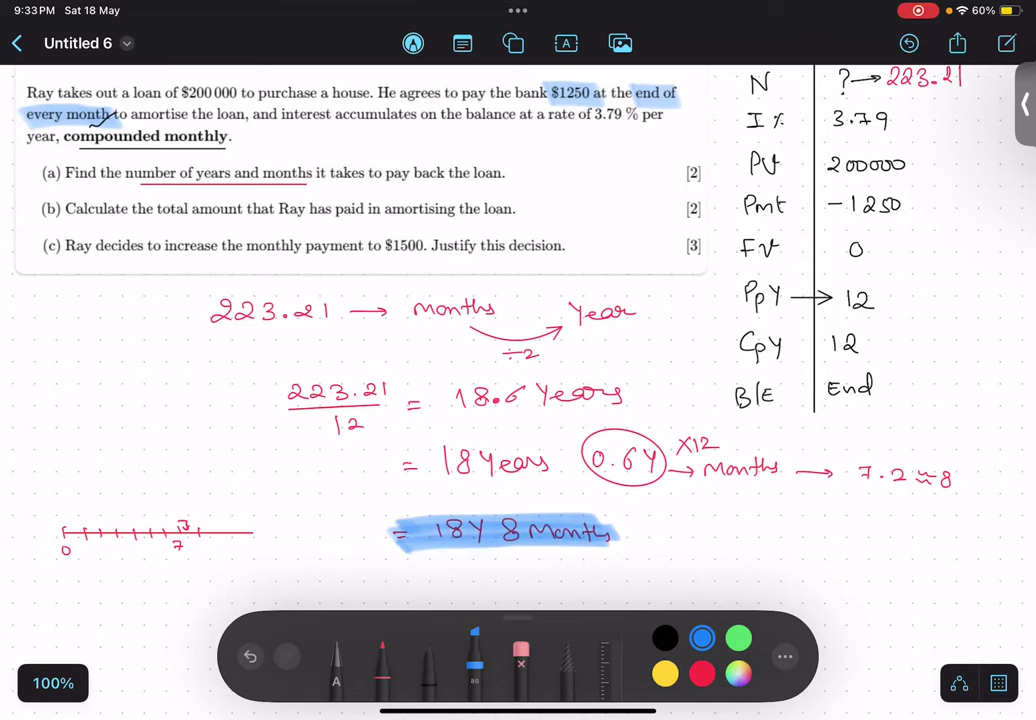 9:33 PM Sat 18 May
60%
Untitled 6
Ray takes out a loan of $200 000 to purchase a house. He agrees to pay the bank $1250 at the end of
every month to amortise the loan, and interest accumulates on the balance at a rate of 3.79 % per
year, compounded monthly.
(a) Find the number of years and months it takes to pay back the loan. [2]
(b) Calculate the total amount that Ray has paid in amortising the loan. [2]
(c) Ray decides to increase the monthly payment to $1500. Justify this decision. [3]
N ? → 223.21
I % 3.79
PV 200000
Pmt -1250
FV 0
PpY → 12
CpY 12
B/E End
223.21 → months Year
÷2
223.21 / 12 = 18.6 Years
= 18 Years 0.6 Y ×12 → Months → 7.2 ≈ 8
= 18Y 8 Months
0 7
A
80
100%